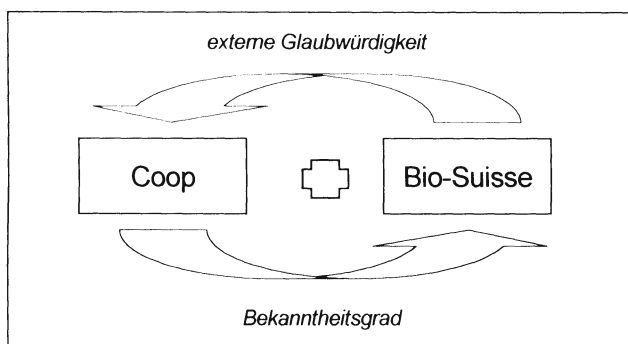 externe Glaubwürdigkeit
Coop
Bio-Suisse
Bekanntheitsgrad